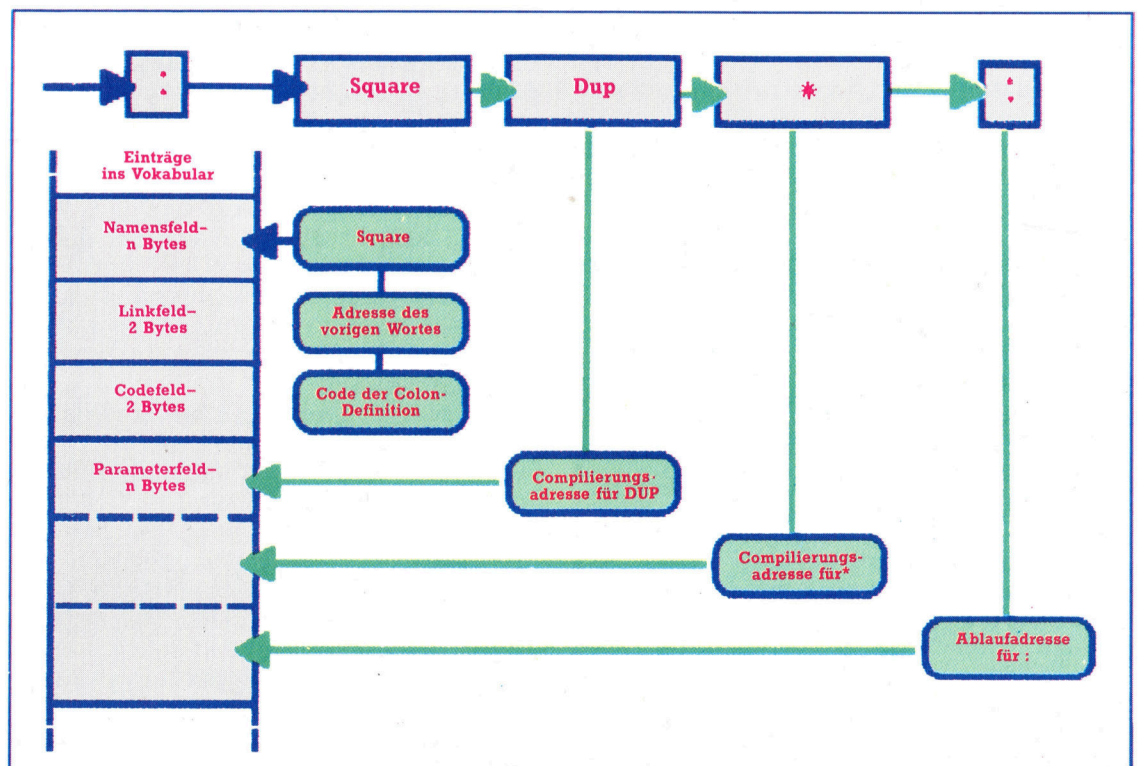 : Square Dup * :
Einträge
ins Vokabular
Namensfeld–
n Bytes
Square
Linkfeld–
2 Bytes
Adresse des
vorigen Wortes
Codefeld–
2 Bytes
Code der Colon-
Definition
Parameterfeld–
n Bytes
Compilierungs-
adresse für DUP
Compilierungs-
adresse für*
Ablaufadresse
für :